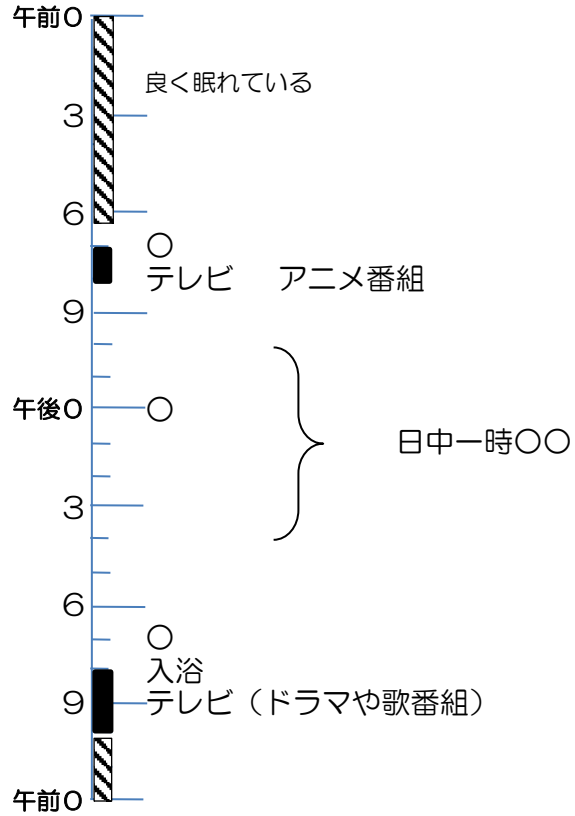 午前0
良く眠れている
3
6
○
テレビ　アニメ番組
9
午後0
○
日中一時○○
3
6
○
入浴
9
テレビ（ドラマや歌番組）
午前0